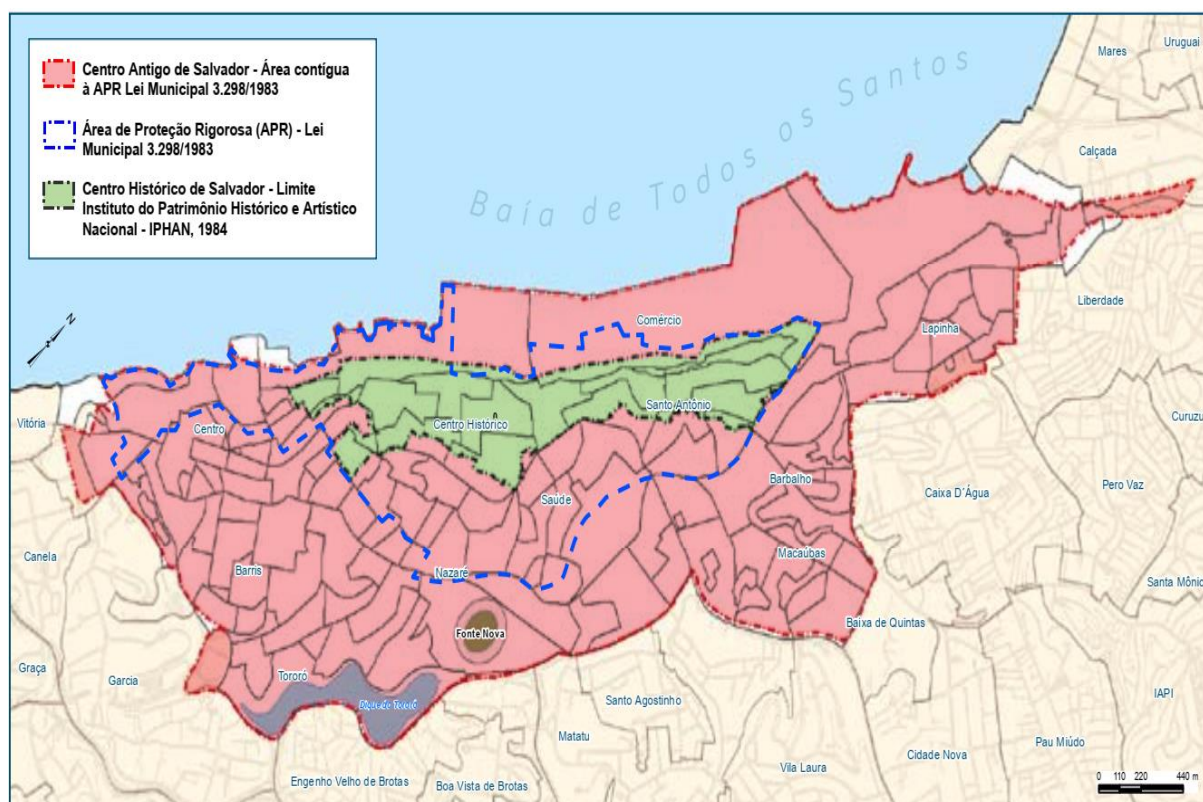 Centro Antigo de Salvador - Área contígua
à APR Lei Municipal 3.298/1983
Área de Proteção Rigorosa (APR) - Lei
Municipal 3.298/1983
Centro Histórico de Salvador - Limite
Instituto do Patrimônio Histórico e Artístico
Nacional - IPHAN, 1984
Baía de Todos os Santos
N
Mares
Uruguai
Calçada
Liberdade
Lapinha
Comércio
Curuzu
Santo Antônio
Centro Histórico
Centro
Vitória
Saúde
Barbalho
Caixa D´Água
Pero Vaz
Macaúbas
Canela
Barris
Nazaré
Santa Mônic
Baixa de Quintas
Fonte Nova
Graça
Garcia
Tororó
Dique do Tororó
Santo Agostinho
IAPI
Matatu
Cidade Nova
Pau Miúdo
Vila Laura
Engenho Velho de Brotas
Boa Vista de Brotas
0 110 220 440 m